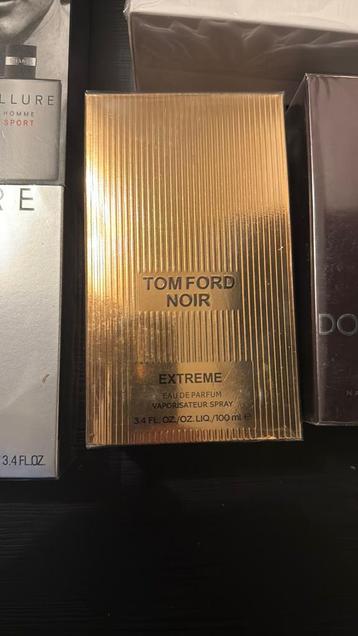 LLURE
HOMME
SPORT
RE
3.4 FL.OZ.
TOM FORD
NOIR
EXTREME
EAU DE PARFUM
VAPORISATEUR SPRAY
3.4 FL. OZ./OZ. LIQ./100 ml e
DO